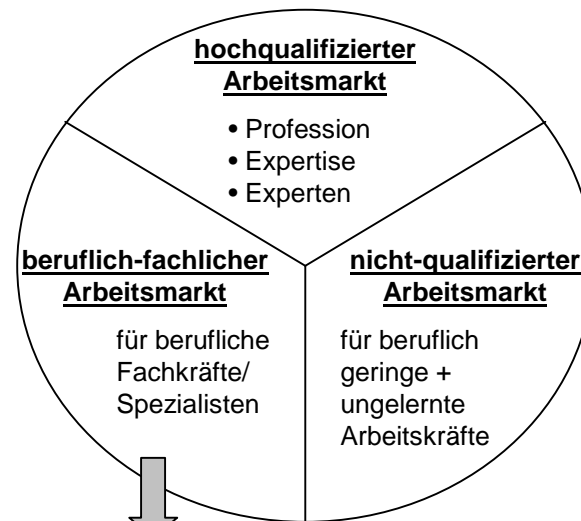 hochqualifizierter
Arbeitsmarkt
• Profession
• Expertise
• Experten
beruflich-fachlicher
Arbeitsmarkt
für berufliche
Fachkräfte/
Spezialisten
nicht-qualifizierter
Arbeitsmarkt
für beruflich
geringe +
ungelernte
Arbeitskräfte